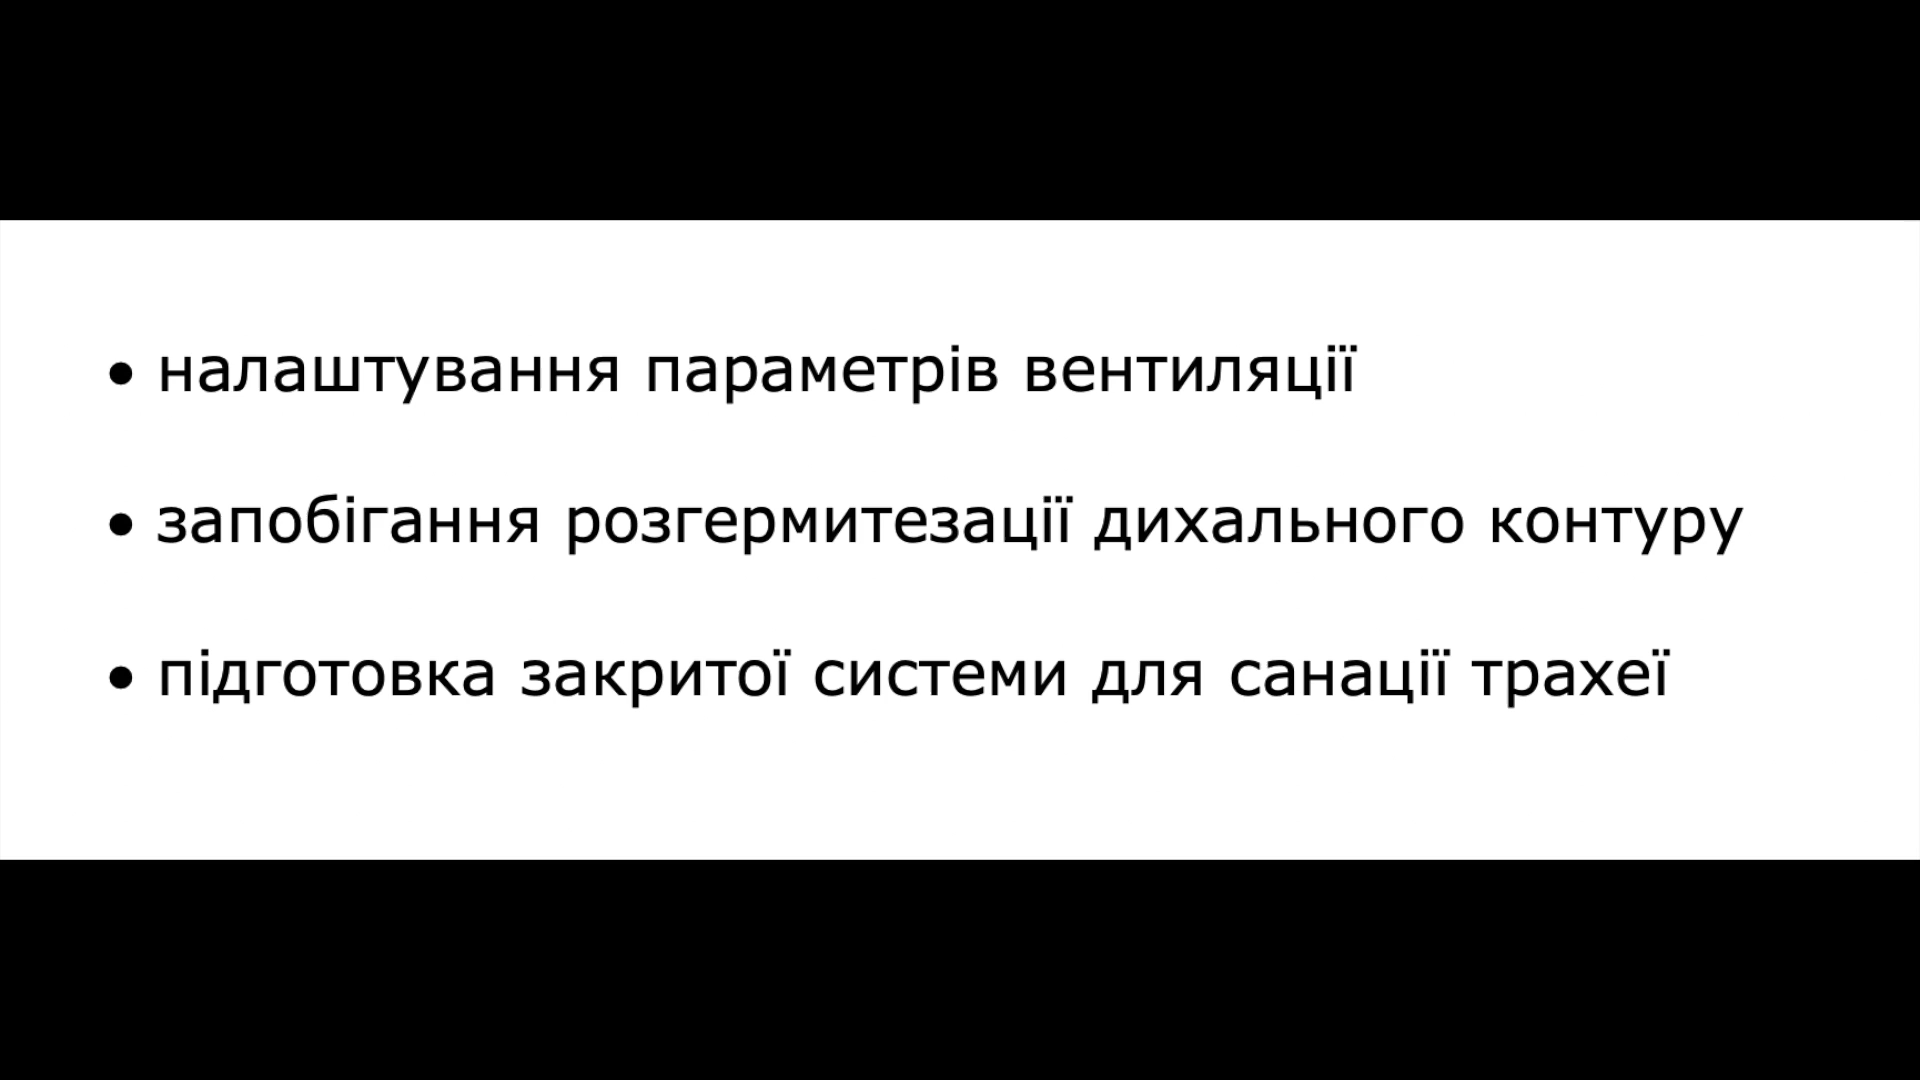 • налаштування параметрів вентиляції
• запобігання розгермитезації дихального контуру
• підготовка закритої системи для санації трахеї